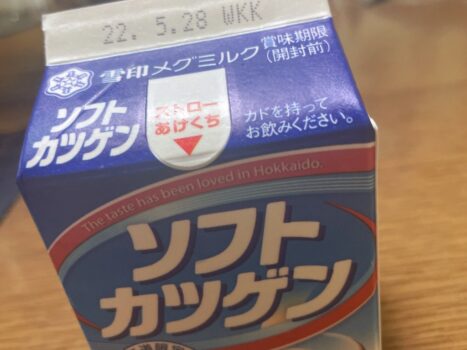 22. 5.28 WKK
雪印メグミルク
賞味期限
(開封前)
ソフト
カツゲン
ストロー
あけくち
カドを持って
お飲みください。
The taste has been loved in Hokkaido.
ソフト
カツゲン